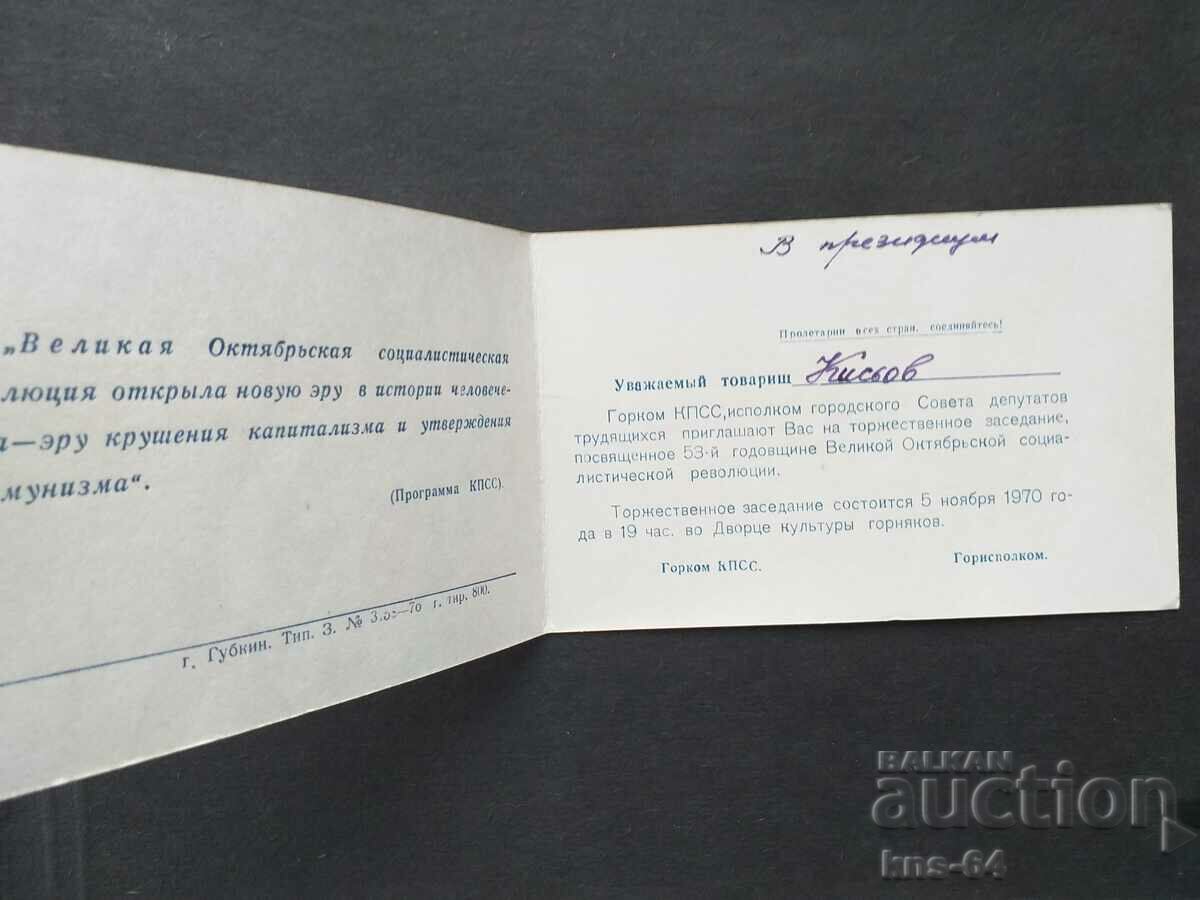 „Великая Октябрьская социалистическая
люция открыла новую эру в истории человече-
а—эру крушения капитализма и утверждения
мунизма“.
(Программа КПСС).
г. Губкин. Тип. З. № г. тир. 800.
В президиум
Пролетарии всех стран, соединяйтесь!
Уважаемый товарищ Кисьов
Горком КПСС,исполком городского Совета депутатов
трудящихся приглашают Вас на торжественное заседание,
посвященное 53-й годовщине Великой Октябрьской социа-
листической революции.
Торжественное заседание состоится 5 ноября 1970 го-
да в 19 час. во Дворце культуры горняков.
Горком КПСС.
Горисполком.
BALKAN
auction
kns-64